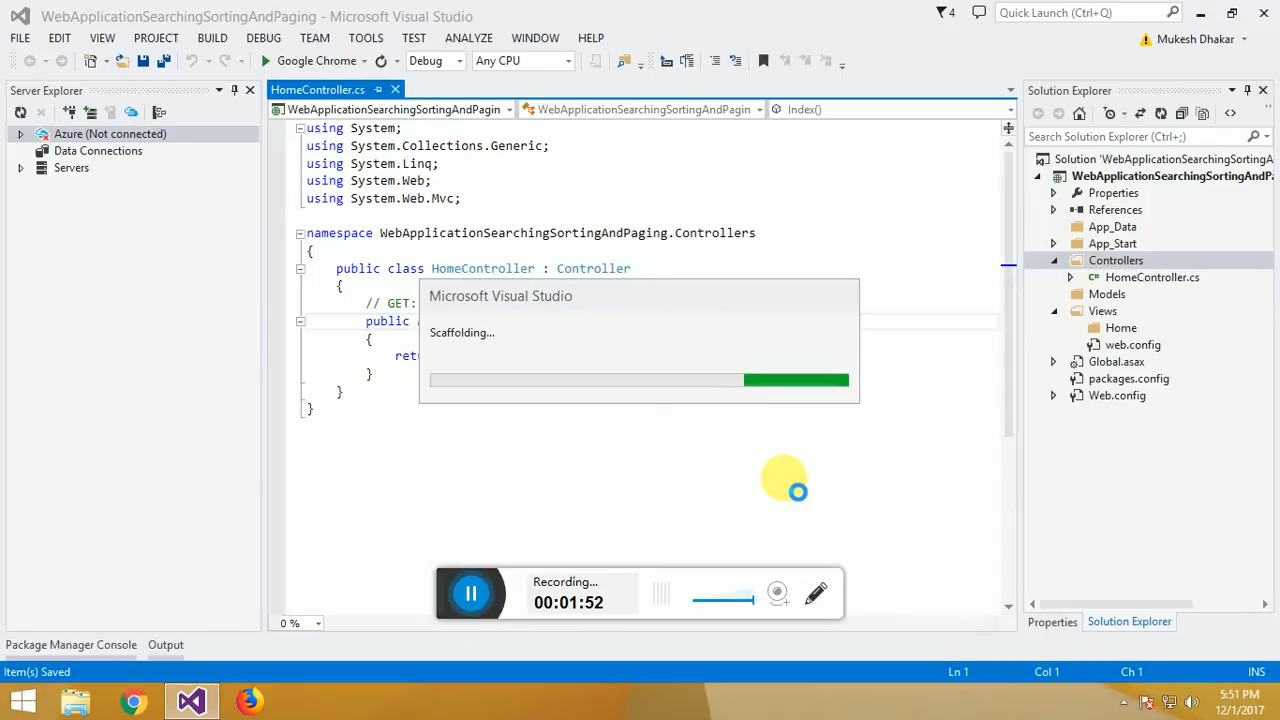 WebApplicationSearchingSortingAndPaging - Microsoft Visual Studio
4
Quick Launch (Ctrl+Q)
FILE EDIT VIEW PROJECT BUILD DEBUG TEAM TOOLS TEST ANALYZE WINDOW HELP
Mukesh Dhakar
Google Chrome
Debug
Any CPU
Server Explorer
Azure (Not connected)
Data Connections
Servers
HomeController.cs
WebApplicationSearchingSortingAndPagin
WebApplicationSearchingSortingAndPagin
Index()
using System;
using System.Collections.Generic;
using System.Linq;
using System.Web;
using System.Web.Mvc;
namespace WebApplicationSearchingSortingAndPaging.Controllers
{
public class HomeController : Controller
{
// GET:
public
{
retu
}
}
}
Microsoft Visual Studio
Scaffolding...
Recording...
00:01:52
0 %
Solution Explorer
Search Solution Explorer (Ctrl+;)
Solution 'WebApplicationSearchingSortingA
WebApplicationSearchingSortingAndPa
Properties
References
App_Data
App_Start
Controllers
C# HomeController.cs
Models
Views
Home
web.config
Global.asax
packages.config
Web.config
Properties
Solution Explorer
Package Manager Console
Output
Item(s) Saved
Ln 1
Col 1
Ch 1
INS
5:51 PM
12/1/2017